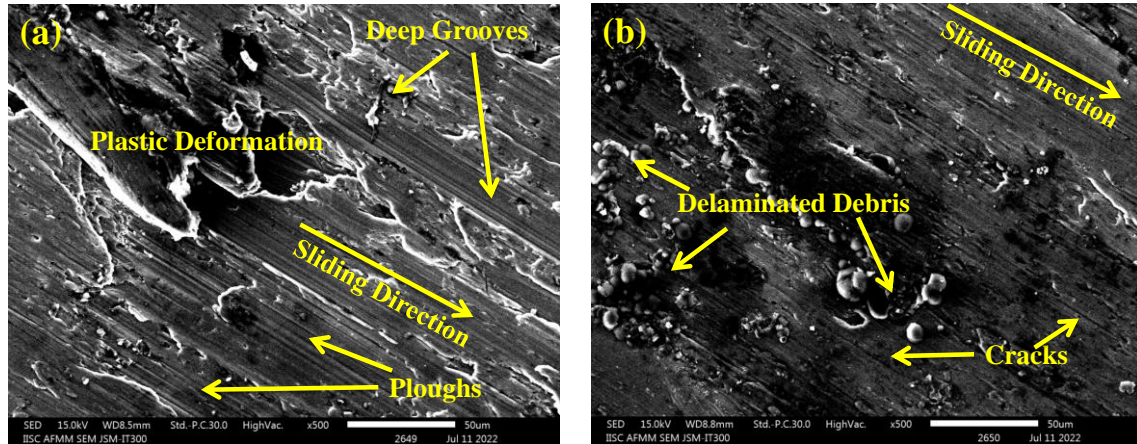 (a)
Deep Grooves
Plastic Deformation
Sliding Direction
Ploughs
SED 15.0kV WD8.5mm Std.-P.C.30.0 HighVac. x500 50um
IISC AFMM SEM JSM-IT300 2649 Jul 11 2022
(b)
Sliding Direction
Delaminated Debris
Cracks
SED 15.0kV WD8.8mm Std.-P.C.30.0 HighVac. x500 50um
IISC AFMM SEM JSM-IT300 2650 Jul 11 2022